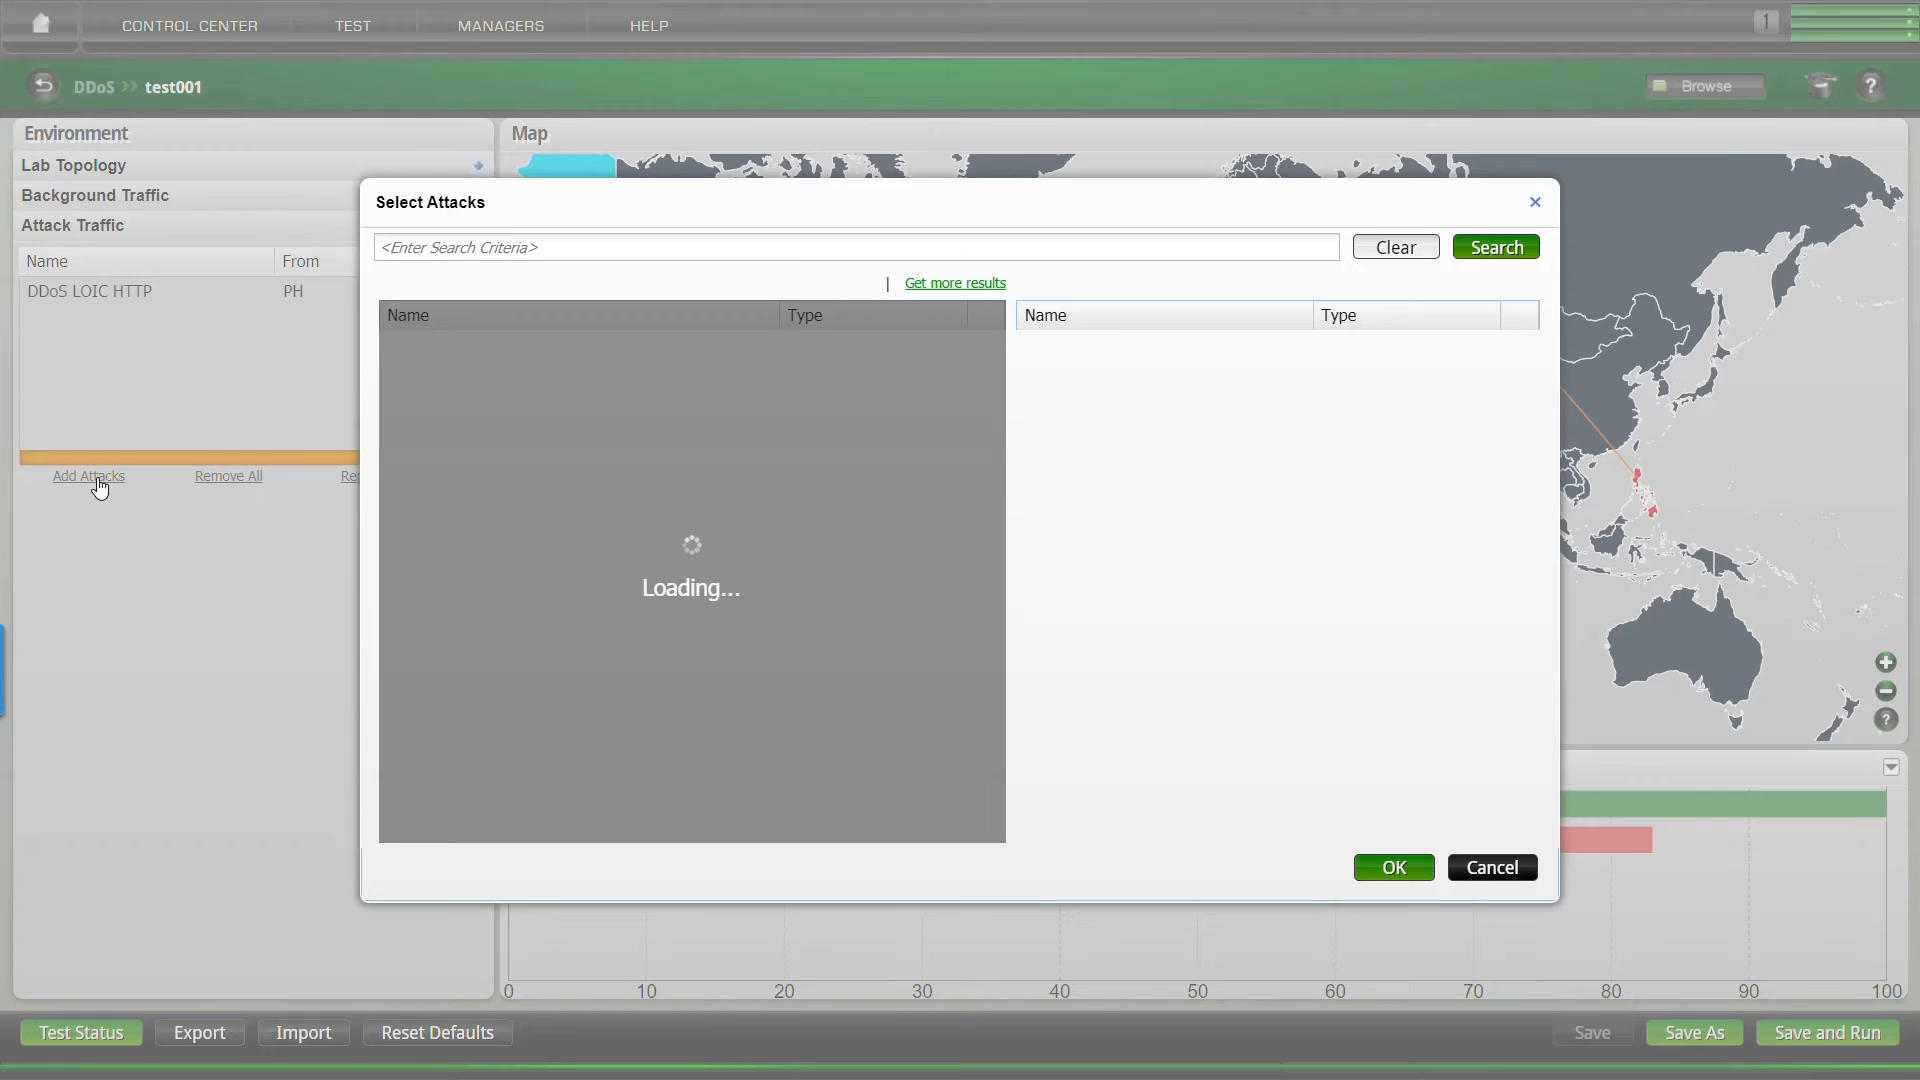 CONTROL CENTER TEST MANAGERS HELP 1
DDoS >> test001 Browse ?
Environment
Map
Lab Topology
Background Traffic
Attack Traffic
Name From
DDoS LOIC HTTP PH
Add Attacks Remove All Re
Select Attacks
<Enter Search Criteria> Clear Search
| Get more results
Name Type
Name Type
Loading...
OK Cancel
?
0 10 20 30 40 50 60 70 80 90 100
Test Status Export Import Reset Defaults Save Save As Save and Run